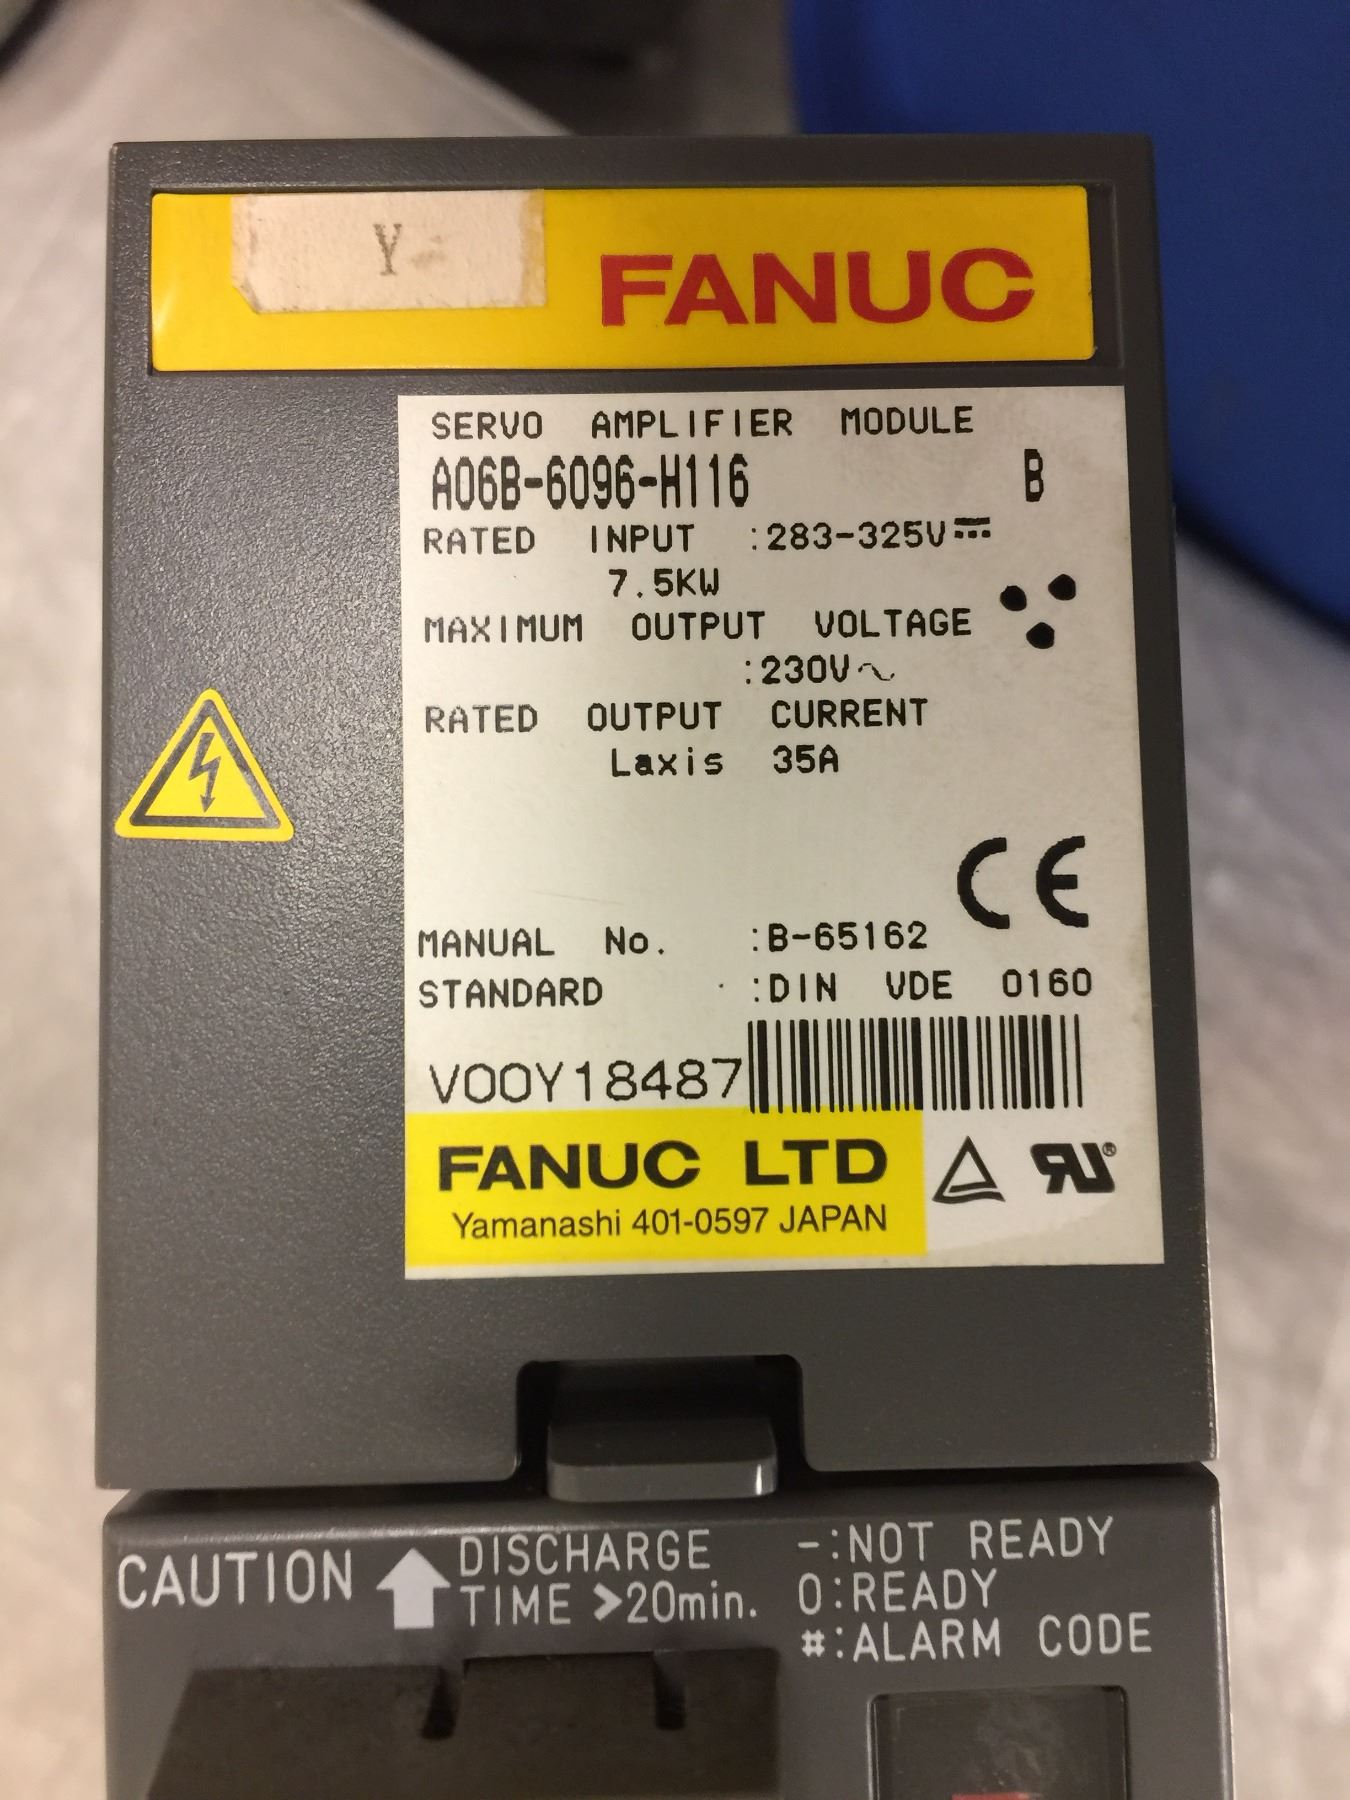 Y
FANUC
SERVO AMPLIFIER MODULE
A06B-6096-H116 B
RATED INPUT :283-325V⎓
7.5KW
MAXIMUM OUTPUT VOLTAGE
:230V~
RATED OUTPUT CURRENT
Laxis 35A
CE
MANUAL No. :B-65162
STANDARD :DIN VDE 0160
V00Y18487
FANUC LTD
Yamanashi 401-0597 JAPAN
RU®
CAUTION DISCHARGE TIME >20min.
-:NOT READY
0:READY
#:ALARM CODE